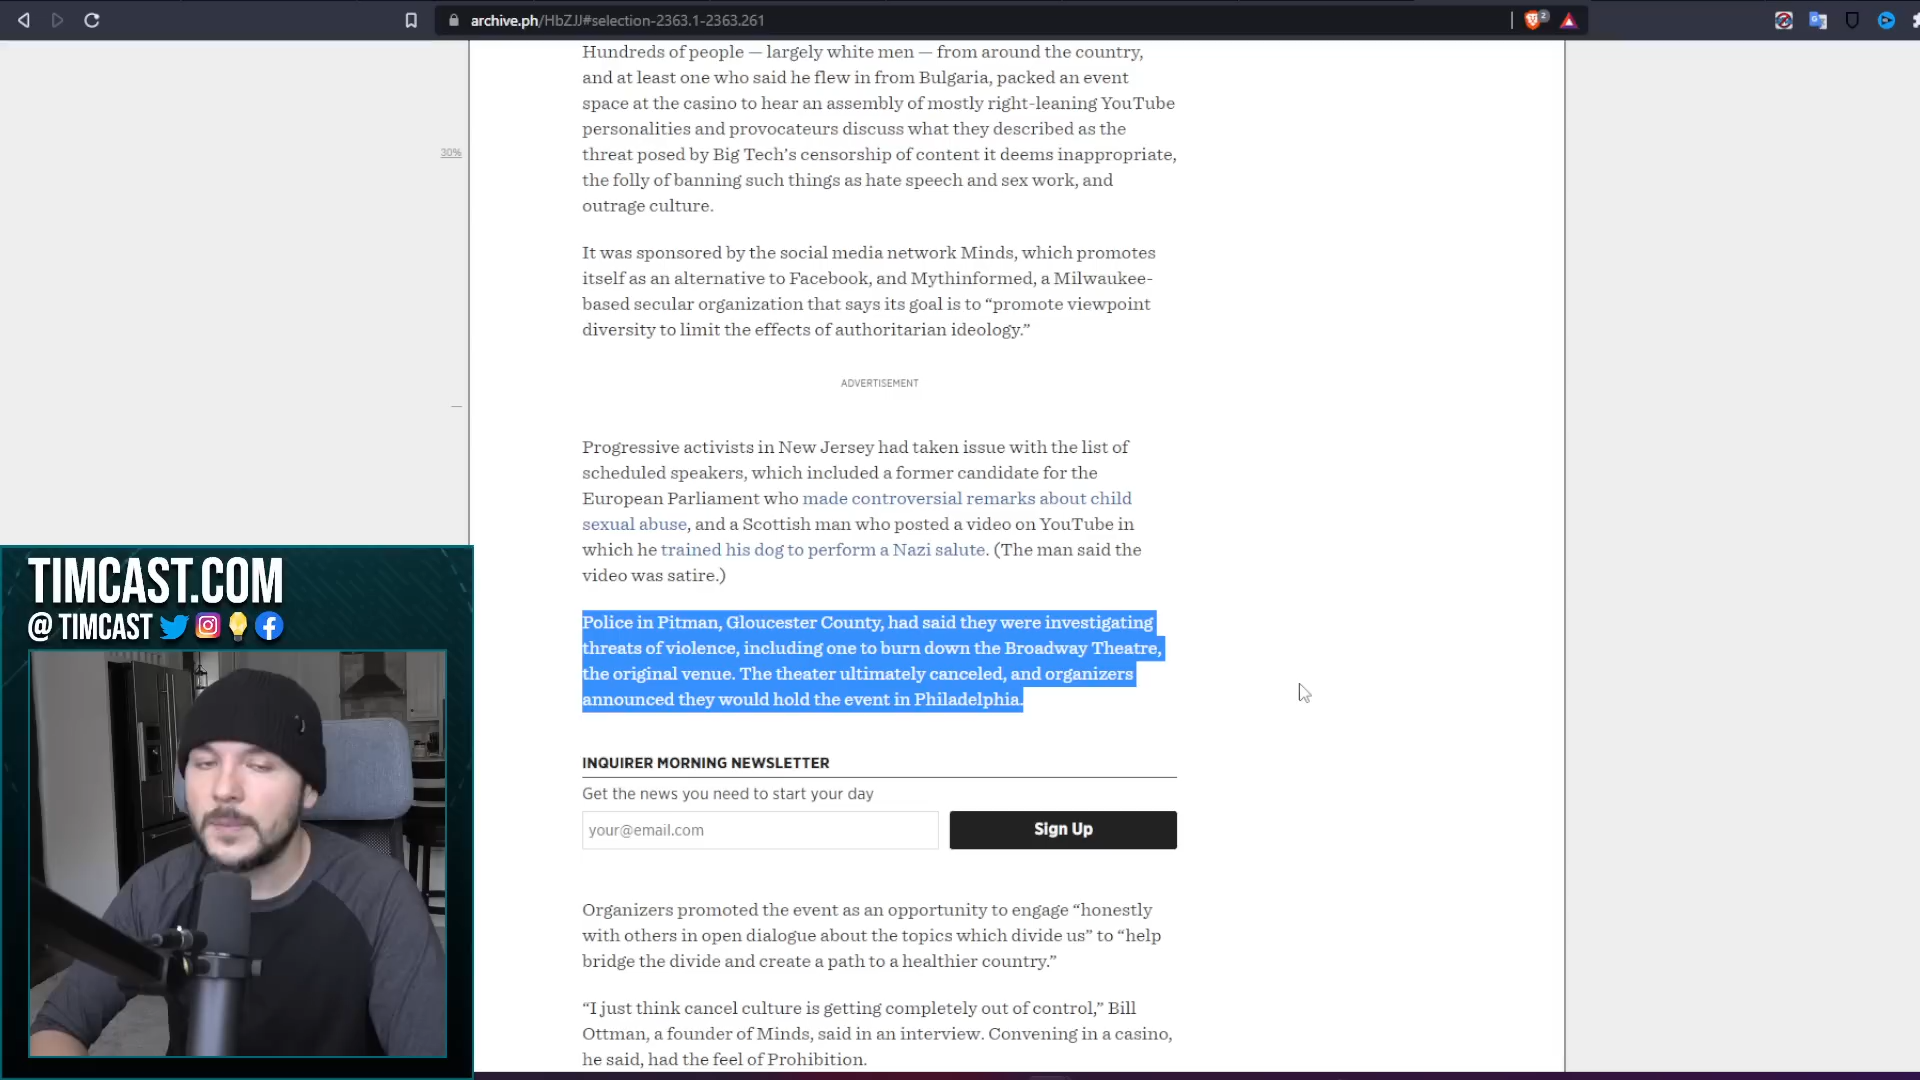 archive.ph/HbZJJ#selection-2363.1-2363.261
2
Hundreds of people — largely white men — from around the country,
and at least one who said he flew in from Bulgaria, packed an event
space at the casino to hear an assembly of mostly right-leaning YouTube
personalities and provocateurs discuss what they described as the
threat posed by Big Tech’s censorship of content it deems inappropriate,
the folly of banning such things as hate speech and sex work, and
outrage culture.
30%
It was sponsored by the social media network Minds, which promotes
itself as an alternative to Facebook, and Mythinformed, a Milwaukee-
based secular organization that says its goal is to “promote viewpoint
diversity to limit the effects of authoritarian ideology.”
ADVERTISEMENT
Progressive activists in New Jersey had taken issue with the list of
scheduled speakers, which included a former candidate for the
European Parliament who made controversial remarks about child
sexual abuse, and a Scottish man who posted a video on YouTube in
which he trained his dog to perform a Nazi salute. (The man said the
video was satire.)
Police in Pitman, Gloucester County, had said they were investigating
threats of violence, including one to burn down the Broadway Theatre,
the original venue. The theater ultimately canceled, and organizers
announced they would hold the event in Philadelphia.
INQUIRER MORNING NEWSLETTER
Get the news you need to start your day
your@email.com
Sign Up
Organizers promoted the event as an opportunity to engage “honestly
with others in open dialogue about the topics which divide us” to “help
bridge the divide and create a path to a healthier country.”
“I just think cancel culture is getting completely out of control,” Bill
Ottman, a founder of Minds, said in an interview. Convening in a casino,
he said, had the feel of Prohibition.
TIMCAST.COM
@ TIMCAST